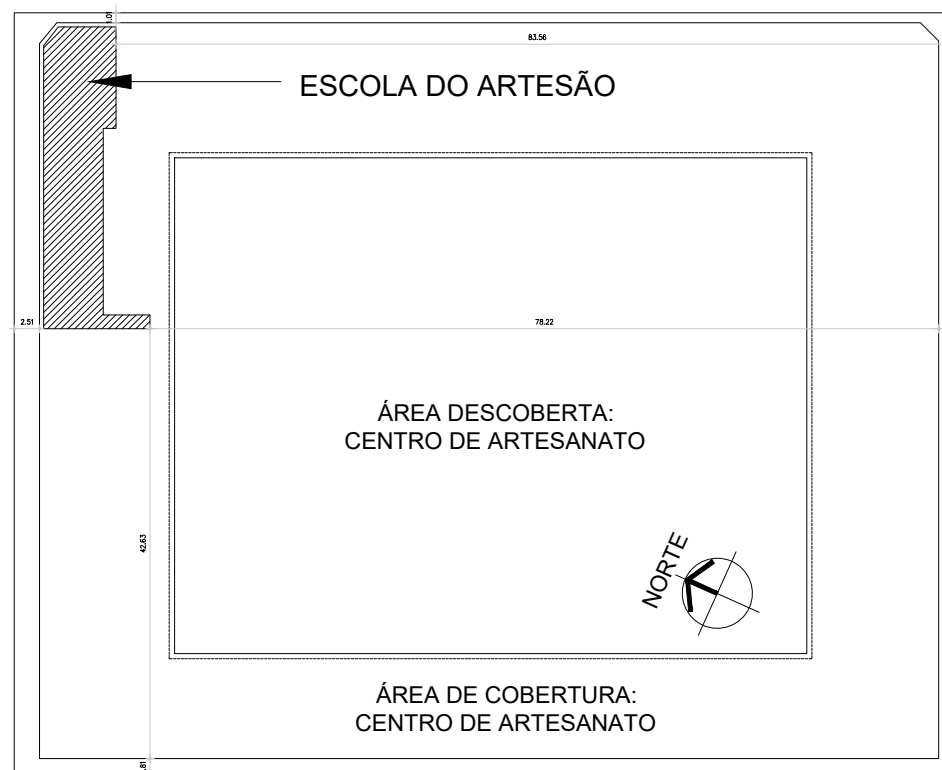 1.01
83.56
ESCOLA DO ARTESÃO
2.51
78.22
ÁREA DESCOBERTA:
CENTRO DE ARTESANATO
42.63
NORTE
ÁREA DE COBERTURA:
CENTRO DE ARTESANATO